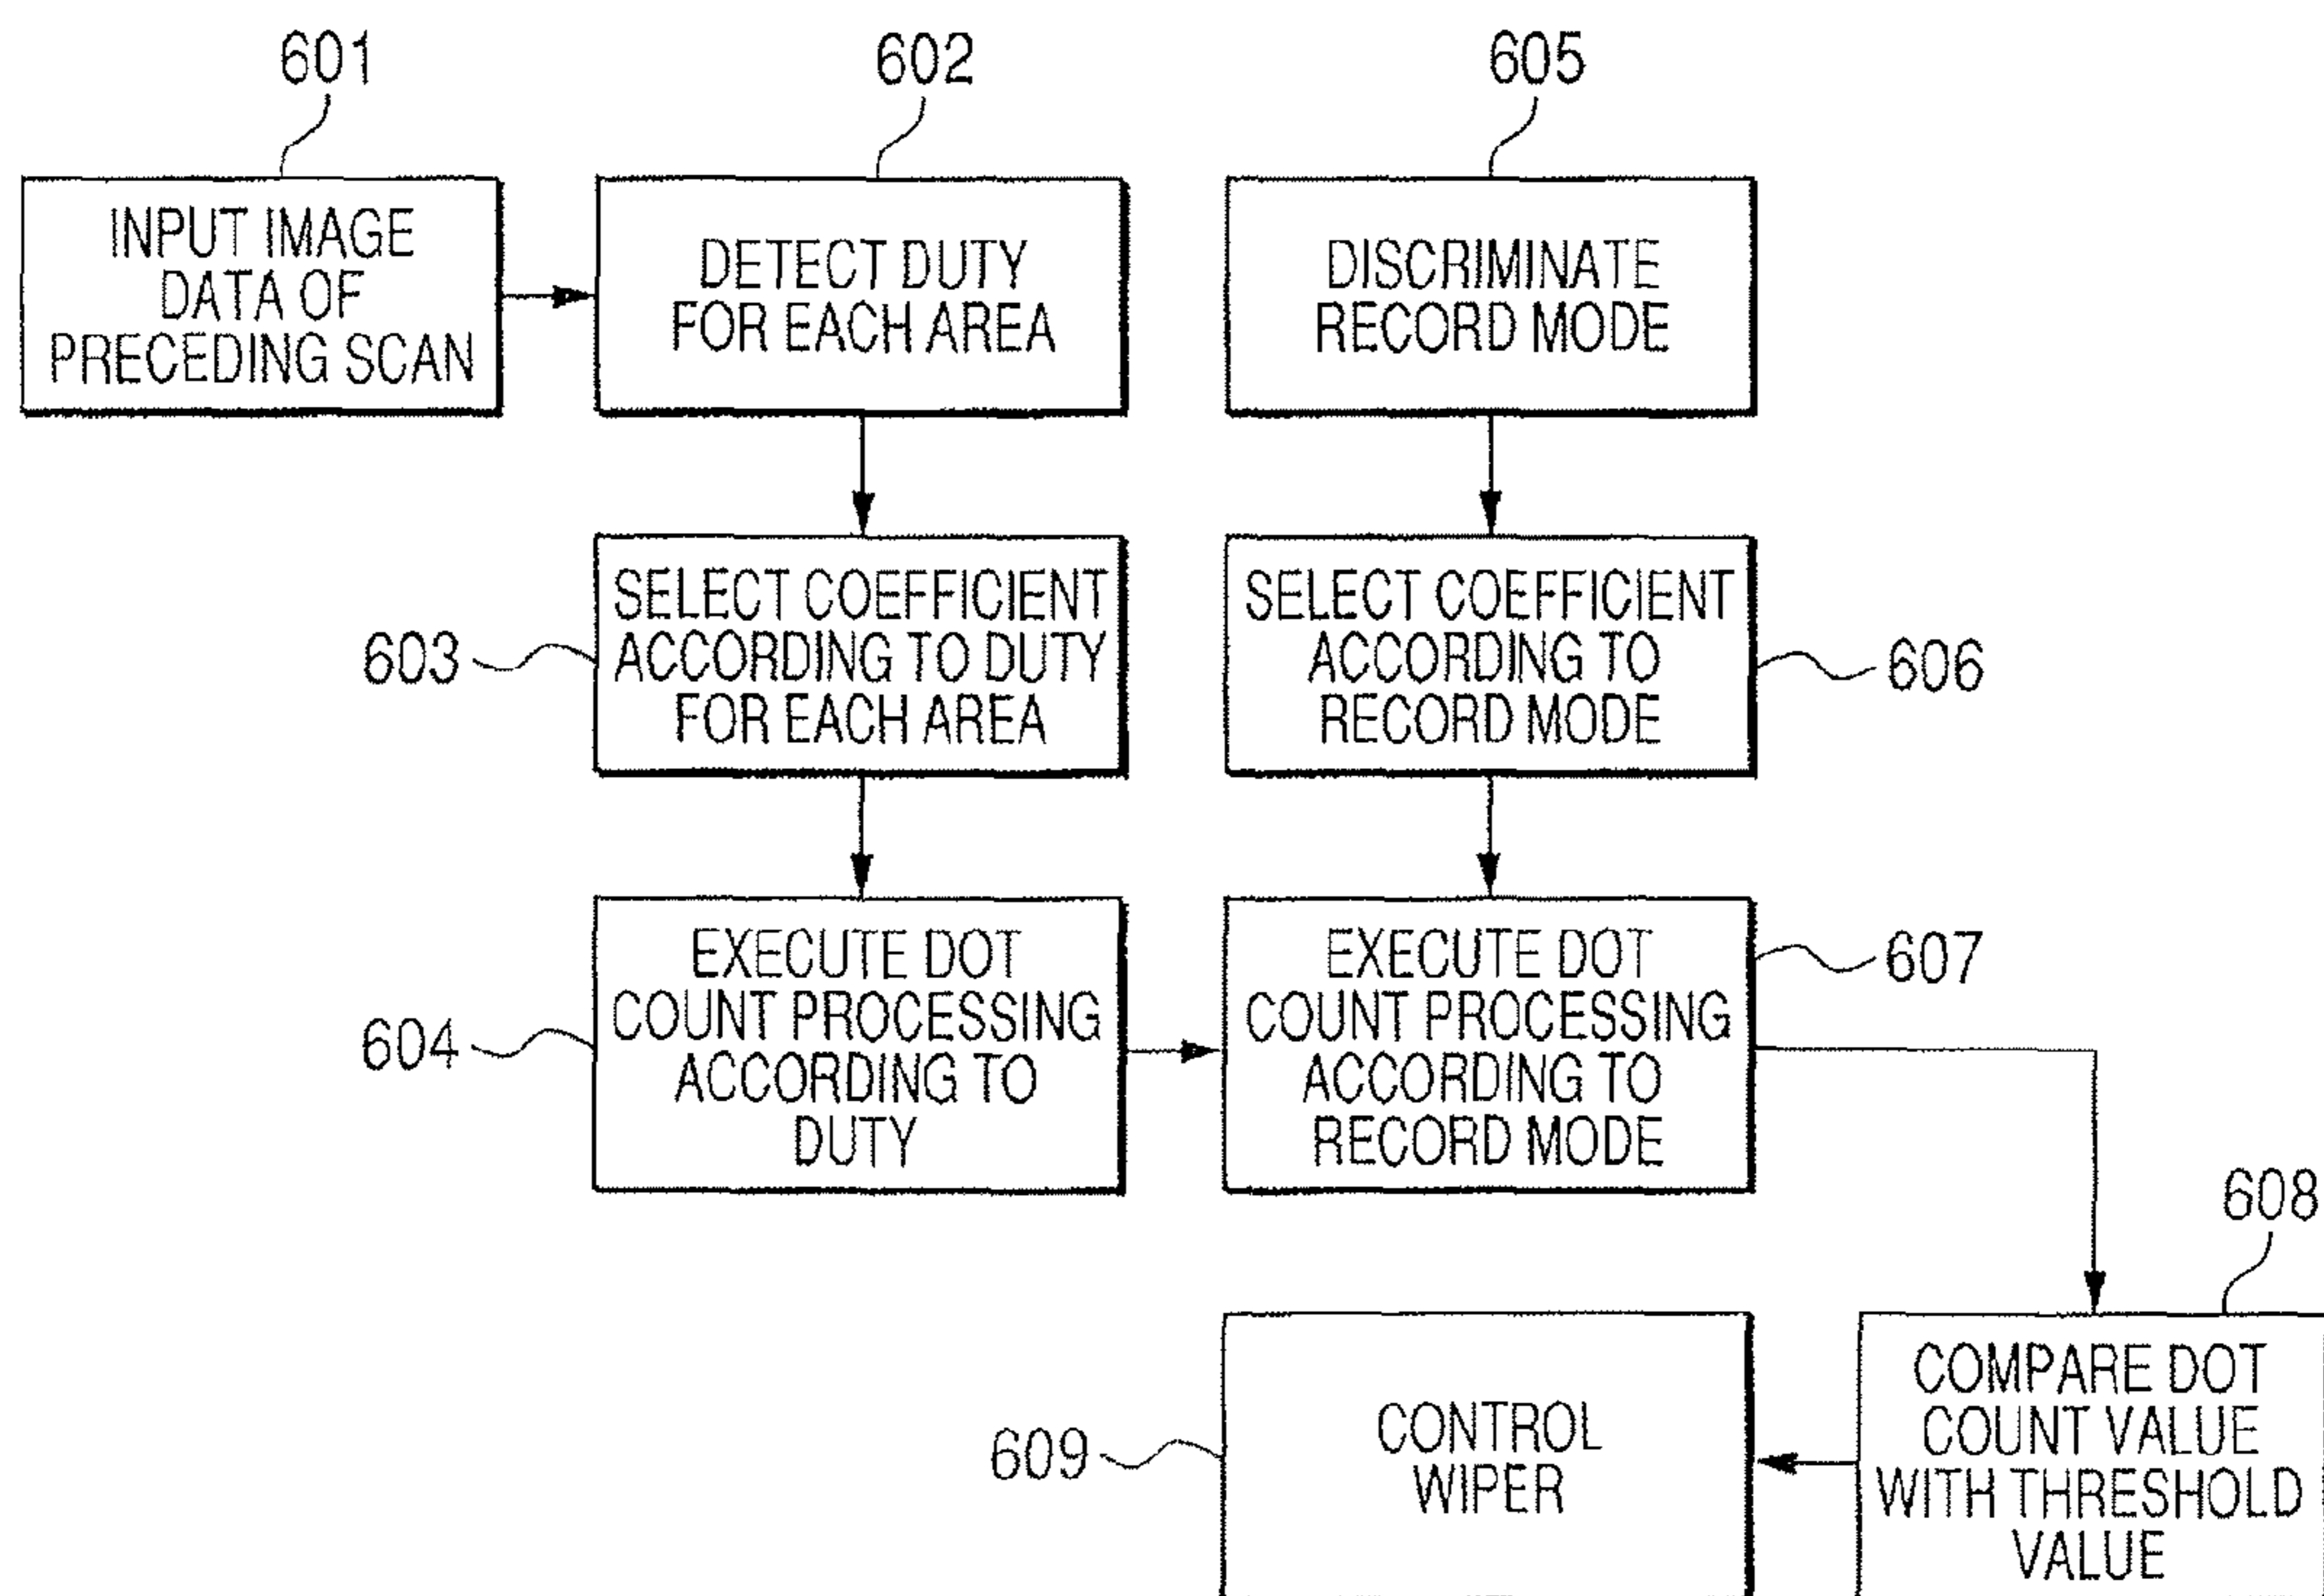 601
602
605
INPUT IMAGE
DATA OF
PRECEDING SCAN
DETECT DUTY
FOR EACH AREA
DISCRIMINATE
RECORD MODE
603
SELECT COEFFICIENT
ACCORDING TO DUTY
FOR EACH AREA
SELECT COEFFICIENT
ACCORDING TO
RECORD MODE
606
604
EXECUTE DOT
COUNT PROCESSING
ACCORDING TO
DUTY
EXECUTE DOT
COUNT PROCESSING
ACCORDING TO
RECORD MODE
607
608
609
CONTROL
WIPER
COMPARE DOT
COUNT VALUE
WITH THRESHOLD
VALUE